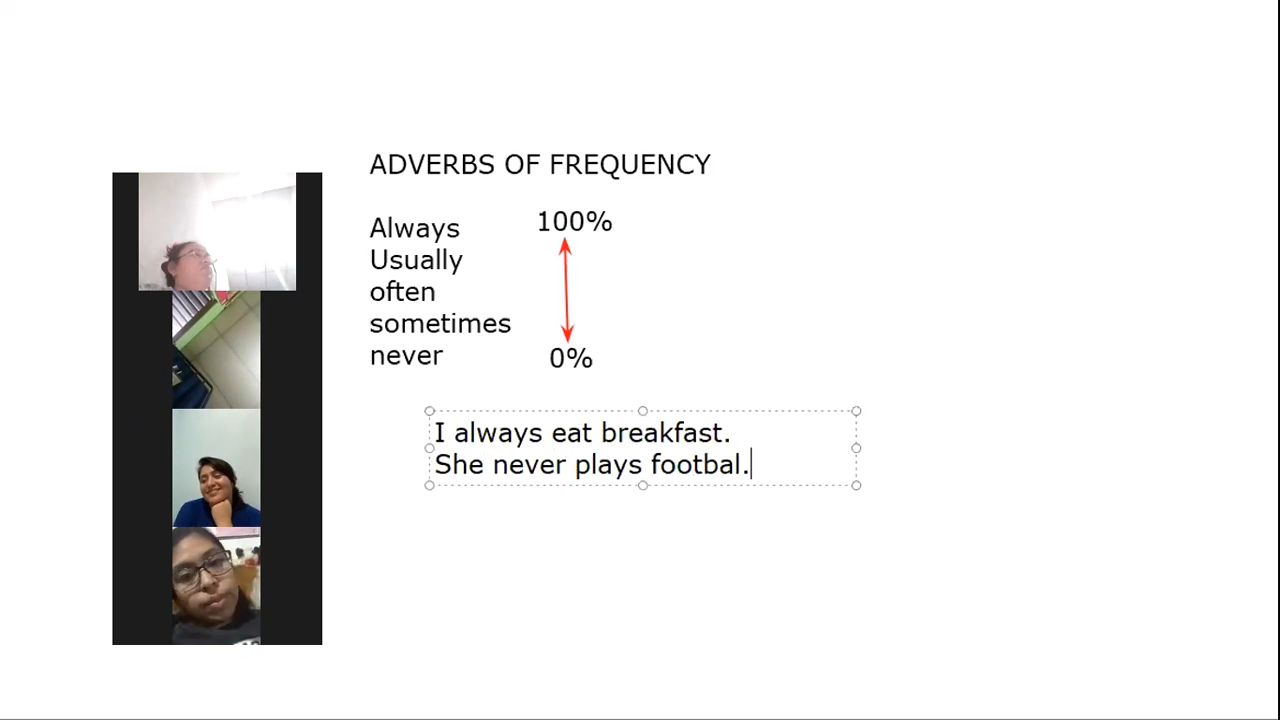 ADVERBS OF FREQUENCY
Always
Usually
often
sometimes
never
100%
0%
I always eat breakfast.
She never plays footbal.